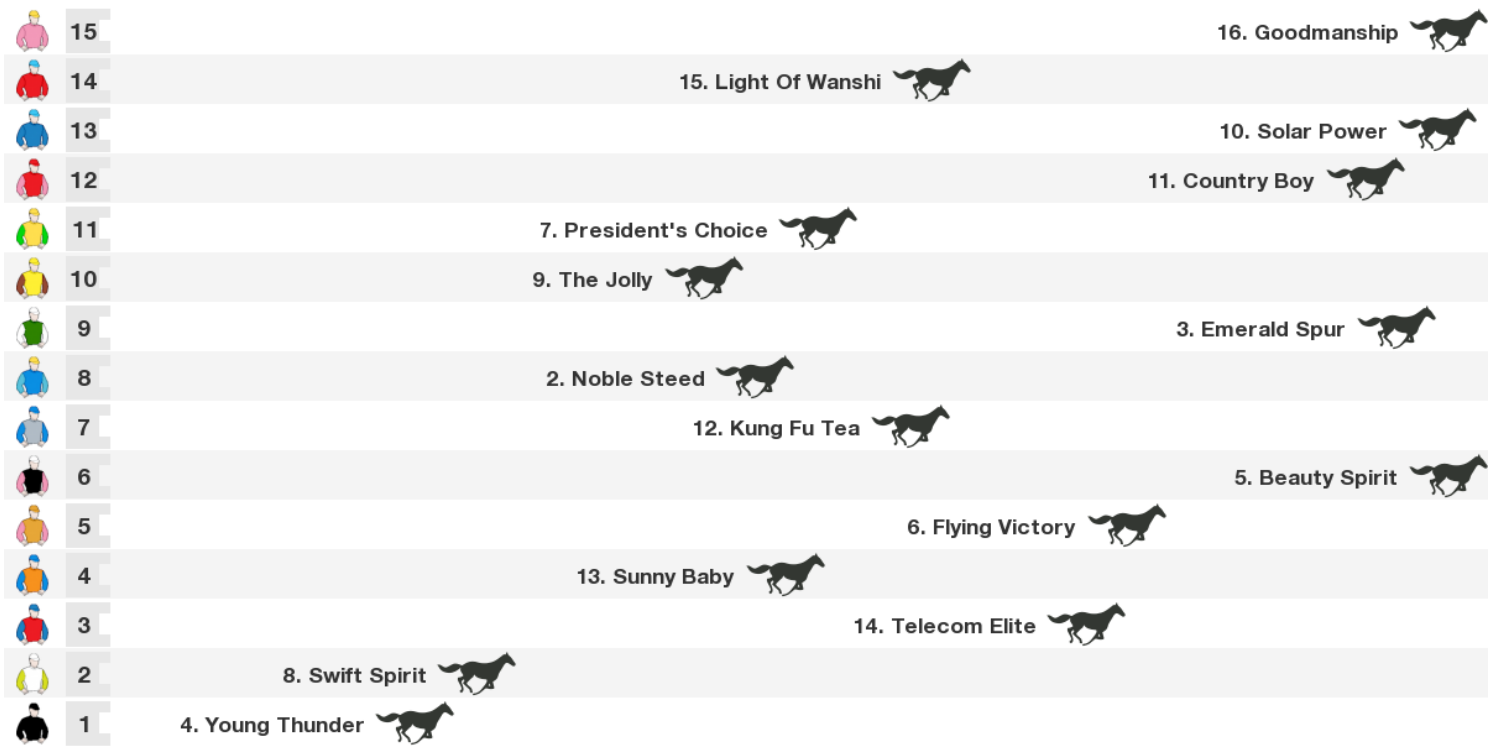 15 16. Goodmanship
14 15. Light Of Wanshi
13 10. Solar Power
12 11. Country Boy
11 7. President's Choice
10 9. The Jolly
9 3. Emerald Spur
8 2. Noble Steed
7 12. Kung Fu Tea
6 5. Beauty Spirit
5 6. Flying Victory
4 13. Sunny Baby
3 14. Telecom Elite
2 8. Swift Spirit
1 4. Young Thunder